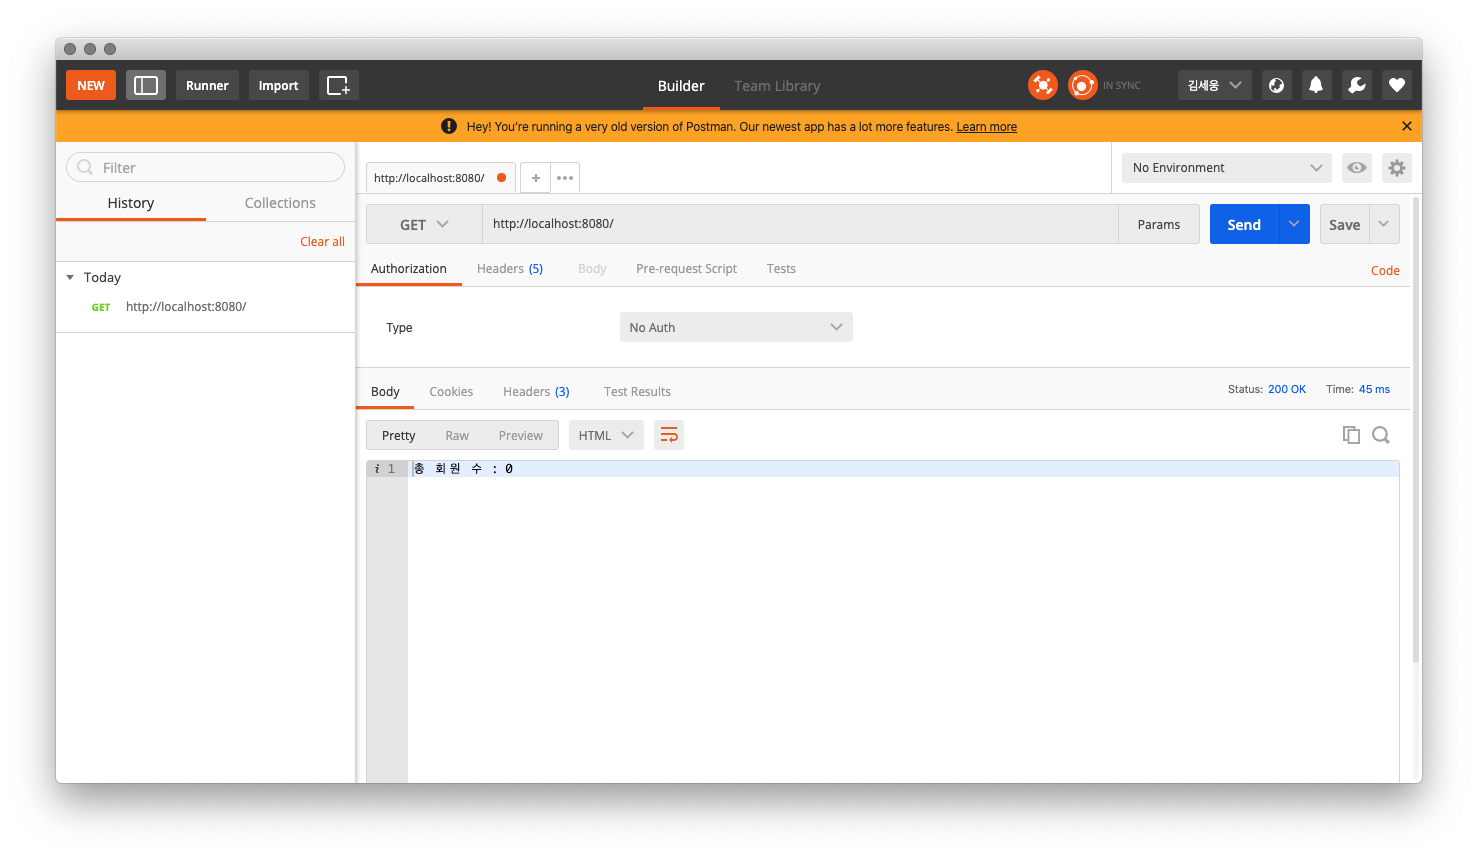 NEW Runner Import Builder Team Library IN SYNC 김세웅
Hey! You're running a very old version of Postman. Our newest app has a lot more features. Learn more
Filter
History Collections
Clear all
Today
GET http://localhost:8080/
http://localhost:8080/
No Environment
GET http://localhost:8080/ Params Send Save
Authorization Headers (5) Body Pre-request Script Tests Code
Type No Auth
Body Cookies Headers (3) Test Results Status: 200 OK Time: 45 ms
Pretty Raw Preview HTML
i 1 총 회원 수 : 0